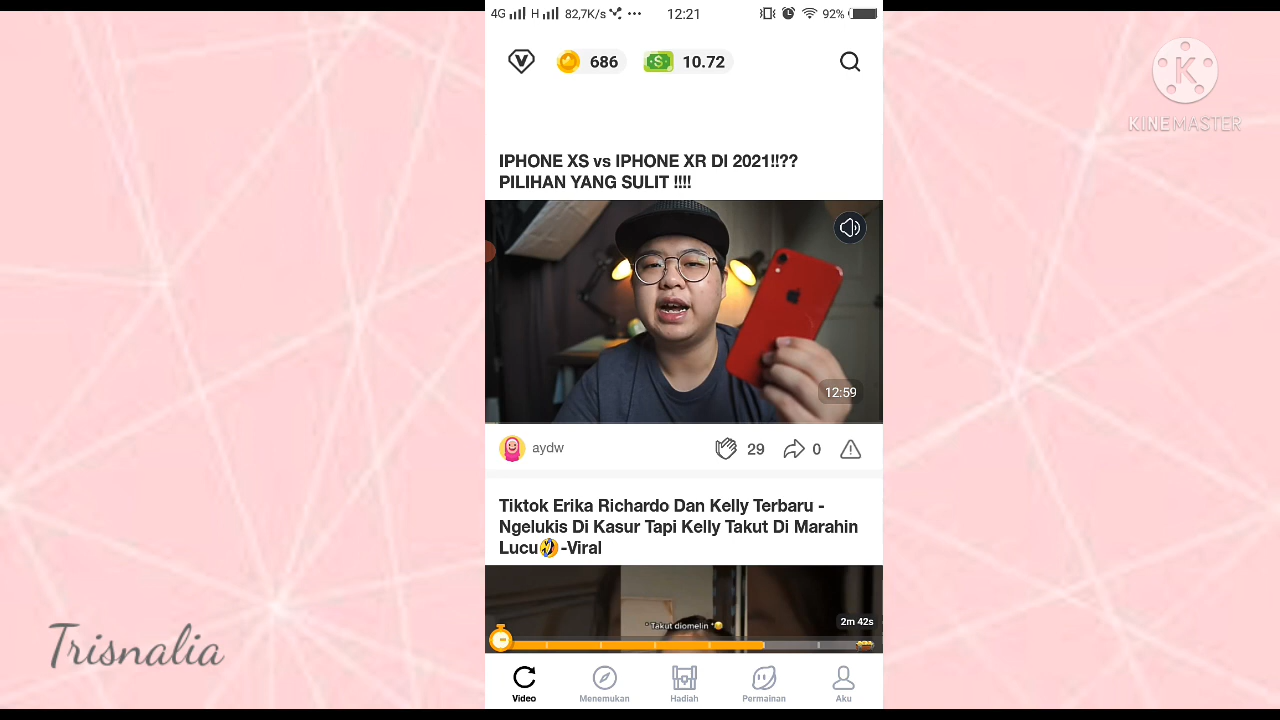 4G H 82,7K/s ... 12:21 92%
V 686 $ 10.72
K
KINEMASTER
IPHONE XS vs IPHONE XR DI 2021!!??
PILIHAN YANG SULIT !!!!
12:59
aydw 29 0
Tiktok Erika Richardo Dan Kelly Terbaru -
Ngelukis Di Kasur Tapi Kelly Takut Di Marahin
Lucu🤣-Viral
2m 42s
*Takut diomelin *
Trisnalia
Video Menemukan Hadiah Permainan Aku